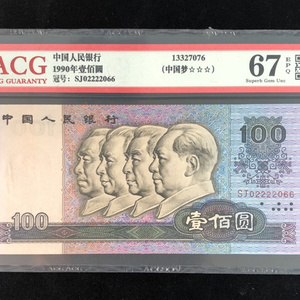 ACG
NG GUARANTY
中国人民银行
1990年壹佰圆
冠号: SJ02222066
13327076
(中国梦☆☆☆)
67 EPQ
Superb Gem Unc
中国人民银行
100
ST02222066
100
壹佰圆